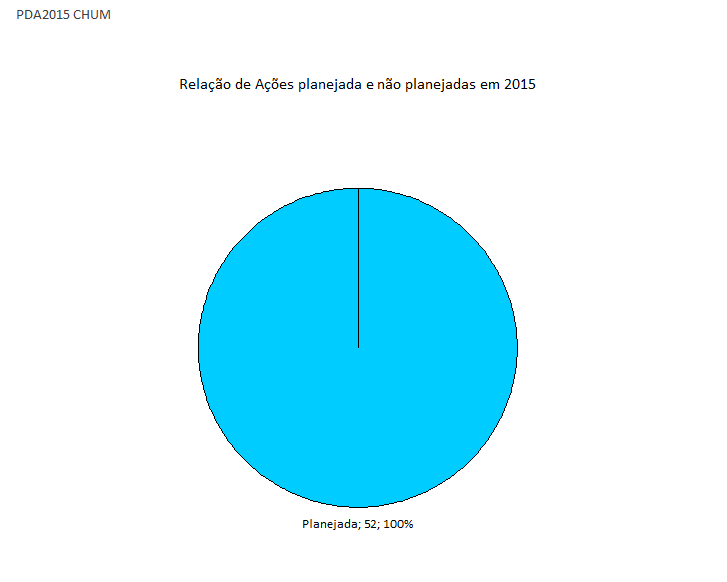 PDA2015 CHUM
Relação de Ações planejada e não planejadas em 2015
Planejada; 52; 100%